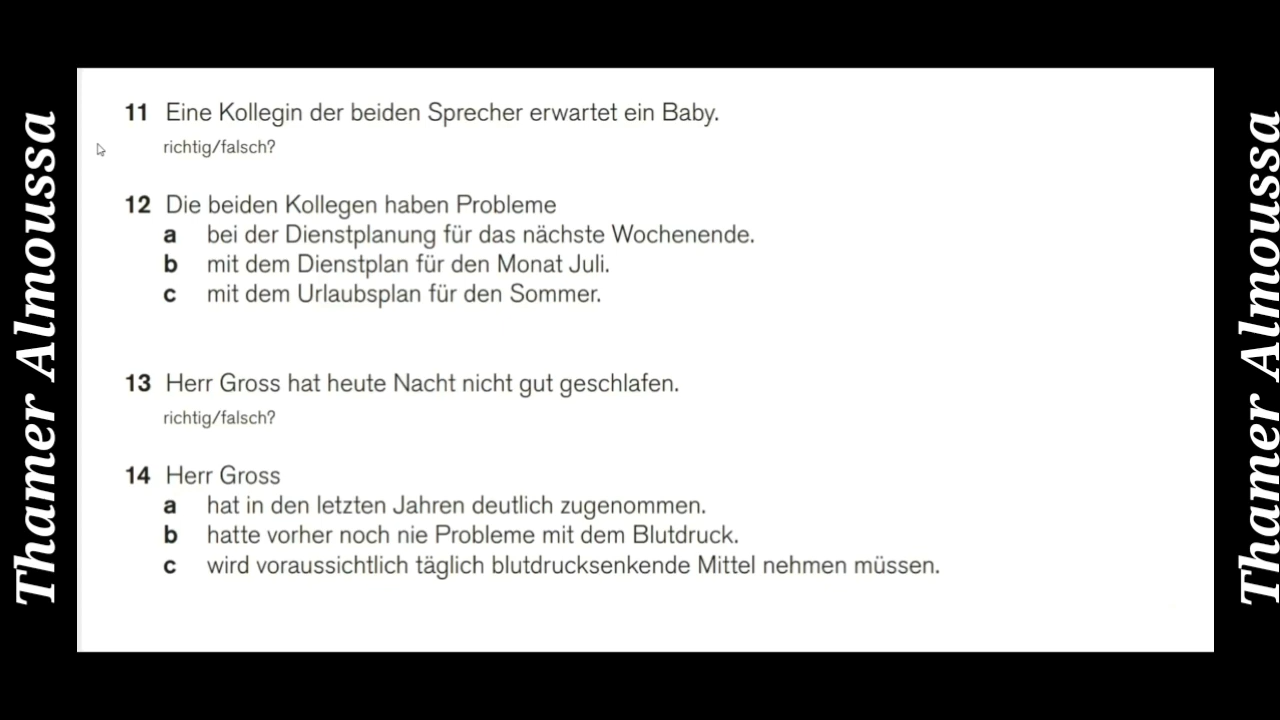 Thamer Almoussa
11 Eine Kollegin der beiden Sprecher erwartet ein Baby.
richtig/falsch?
12 Die beiden Kollegen haben Probleme
a bei der Dienstplanung für das nächste Wochenende.
b mit dem Dienstplan für den Monat Juli.
c mit dem Urlaubsplan für den Sommer.
13 Herr Gross hat heute Nacht nicht gut geschlafen.
richtig/falsch?
14 Herr Gross
a hat in den letzten Jahren deutlich zugenommen.
b hatte vorher noch nie Probleme mit dem Blutdruck.
c wird voraussichtlich täglich blutdrucksenkende Mittel nehmen müssen.
Thamer Almoussa